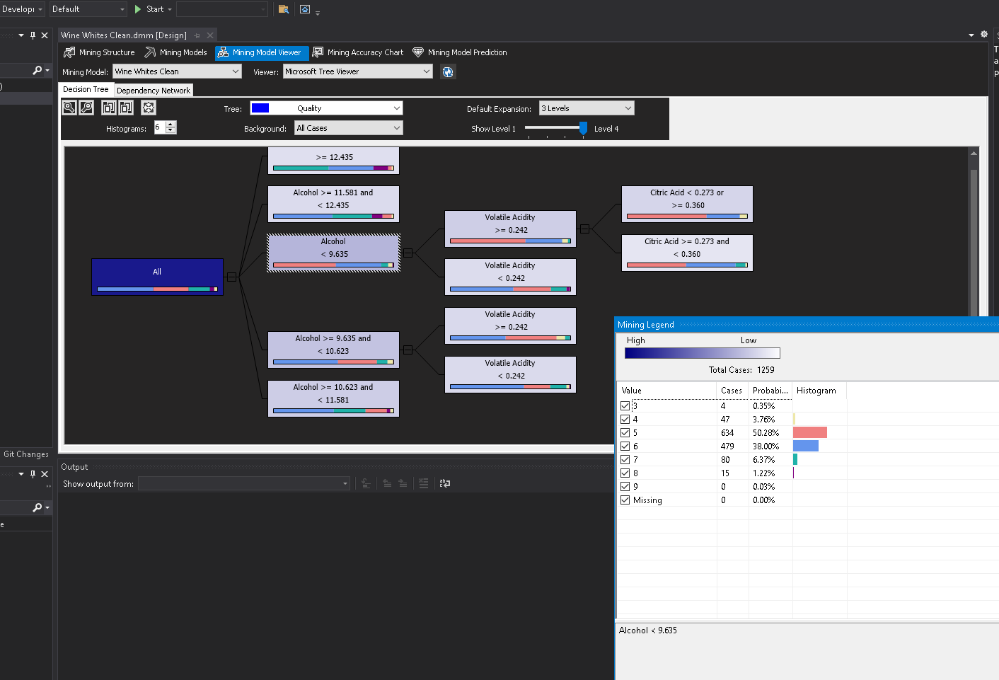 Developi Default Start
Wine Whites Clean.dmm [Design]
Mining Structure Mining Models Mining Model Viewer Mining Accuracy Chart Mining Model Prediction
Mining Model: Wine Whites Clean Viewer: Microsoft Tree Viewer
Decision Tree Dependency Network
Tree: Quality Default Expansion: 3 Levels
Histograms: 6 Background: All Cases Show Level 1 Level 4
>= 12.435
Alcohol >= 11.581 and
< 12.435
Alcohol
< 9.635
All
Alcohol >= 9.635 and
< 10.623
Alcohol >= 10.623 and
< 11.581
Volatile Acidity
>= 0.242
Volatile Acidity
< 0.242
Volatile Acidity
>= 0.242
Volatile Acidity
< 0.242
Citric Acid < 0.273 or
>= 0.360
Citric Acid >= 0.273 and
< 0.360
Git Changes
Output
Show output from:
Mining Legend
High Low
Total Cases: 1259
Value Cases Probabi... Histogram
3 4 0.35%
4 47 3.76%
5 634 50.28%
6 479 38.00%
7 80 6.37%
8 15 1.22%
9 0 0.03%
Missing 0 0.00%
Alcohol < 9.635